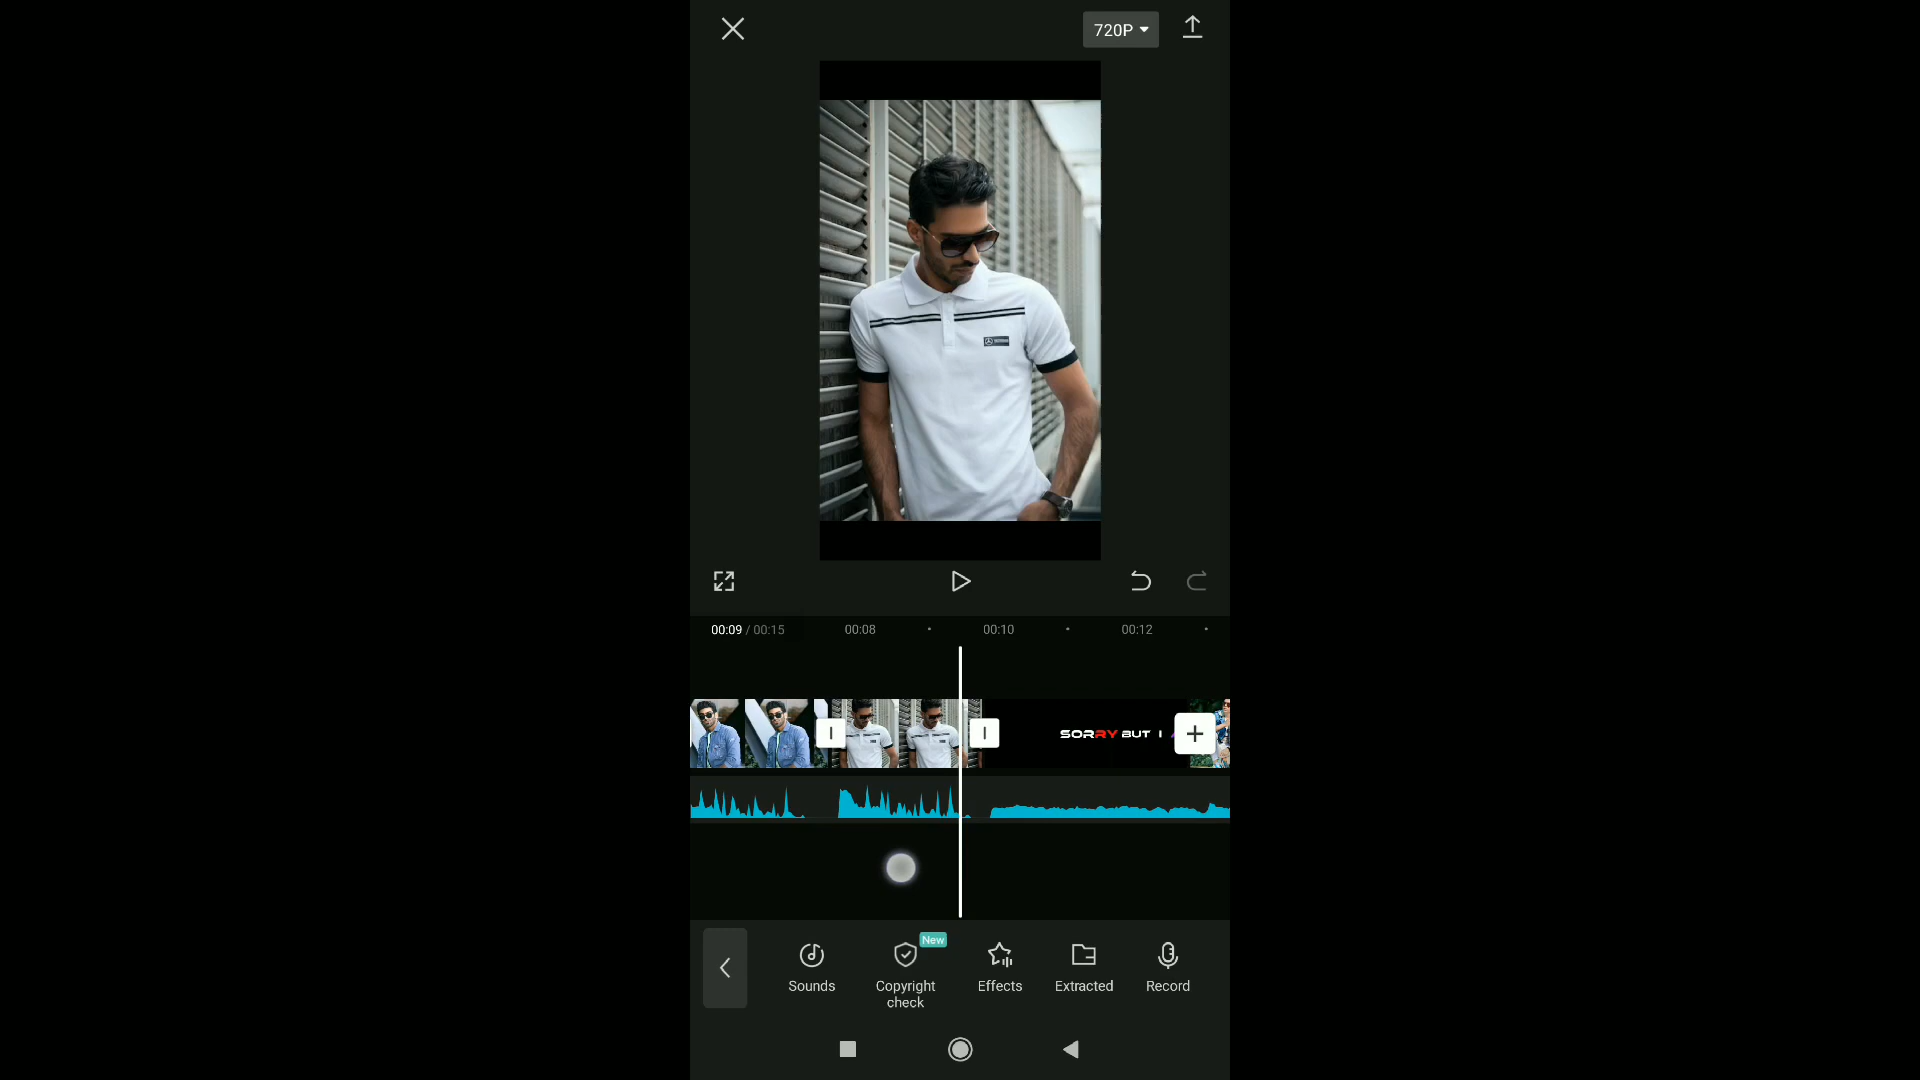 720P
00:09 / 00:15
00:08
00:10
00:12
SORRY BUT I
New
Sounds
Copyright
check
Effects
Extracted
Record